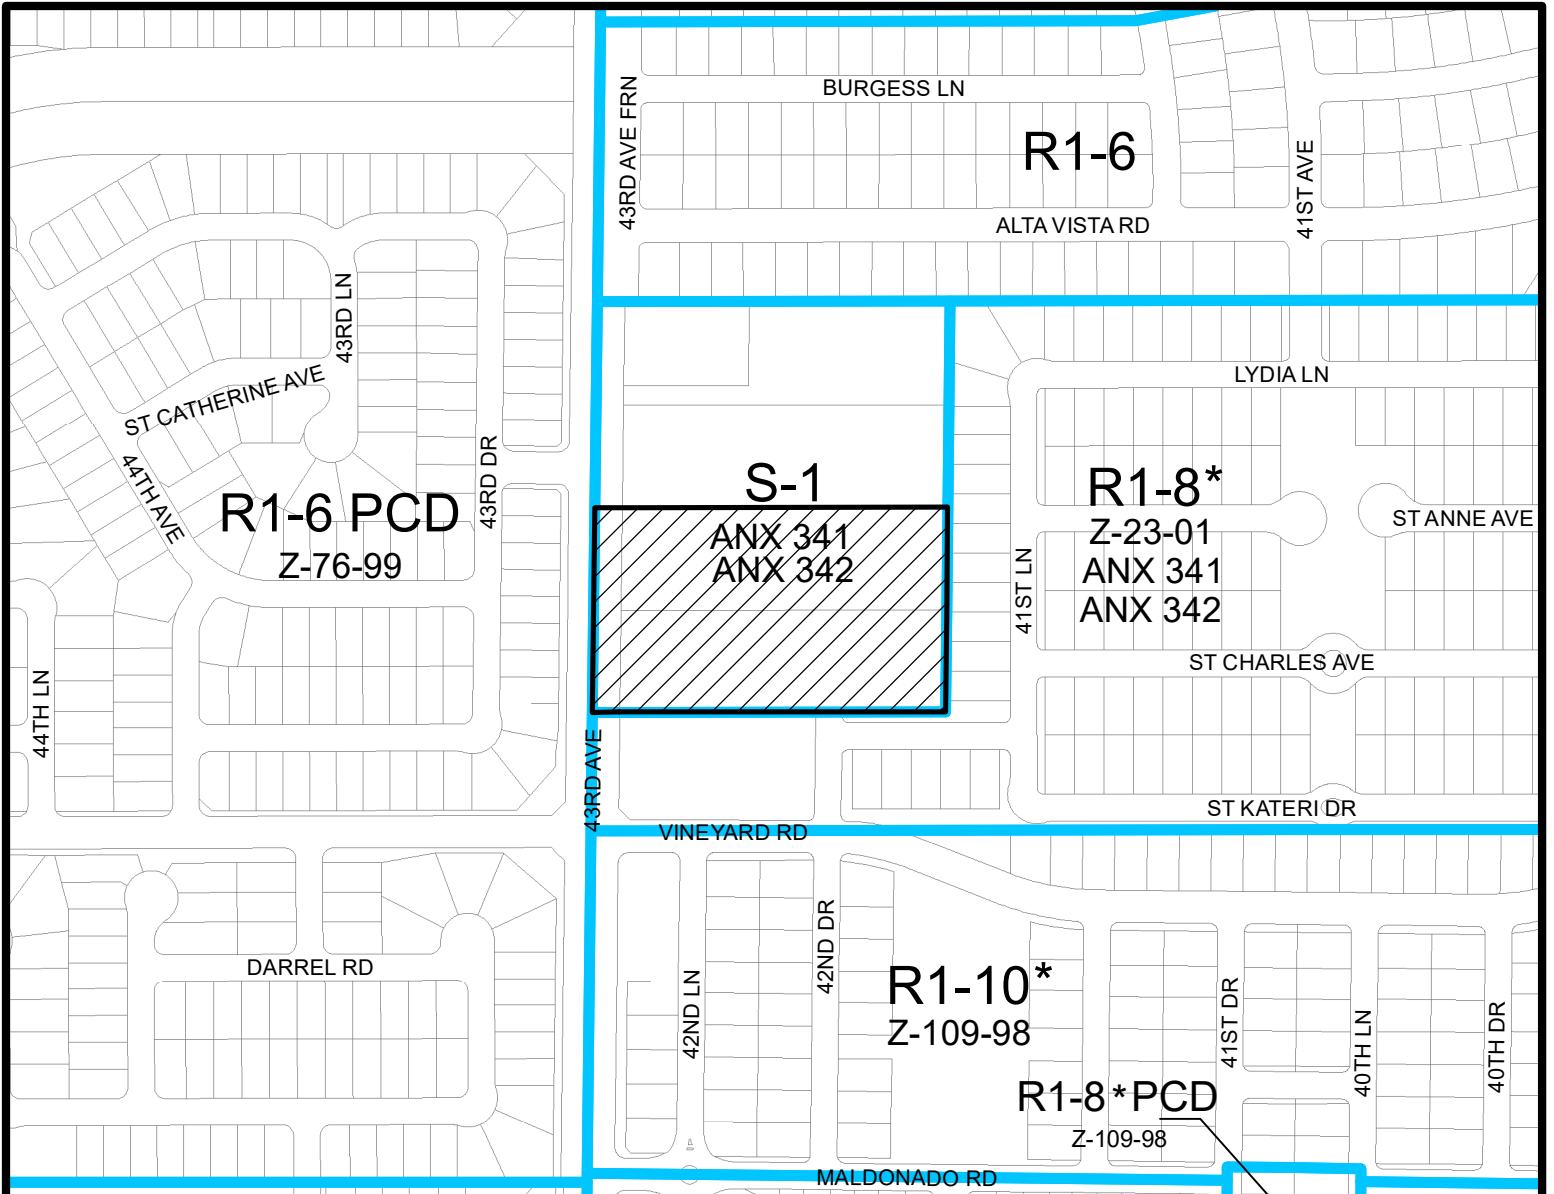 BURGESS LN
43RD AVE FRN
R1-6
41ST AVE
ALTA VISTA RD
43RD LN
ST CATHERINE AVE
LYDIA LN
44TH AVE
43RD DR
R1-6 PCD
Z-76-99
S-1
ANX 341
ANX 342
R1-8*
Z-23-01
ANX 341
ANX 342
ST ANNE AVE
41ST LN
ST CHARLES AVE
44TH LN
43RD AVE
ST KATERI DR
VINEYARD RD
DARREL RD
42ND LN
42ND DR
R1-10*
Z-109-98
41ST DR
40TH LN
40TH DR
R1-8*PCD
Z-109-98
MALDONADO RD